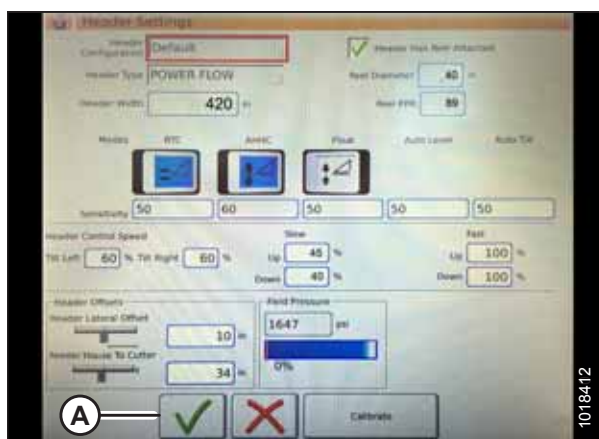 Header Settings
Header Configuration Default
Header Has Reel Attached
Header Type POWER FLOW
Reel Diameter 40 in
Header Width 420 in
Reel PPR 89
Modes RTC AHHC Float Auto Level Auto Tilt
Sensitivity 50 60 50 50 50
Header Control Speed Slow Fast
Tilt Left 60 % Tilt Right 60 % Up 45 % Up 100 %
Down 40 % Down 100 %
Header Offsets Field Pressure
Header Lateral Offset
10 in 1647 psi
Feeder House To Cutter
34 in 0%
A Calibrate
1018412